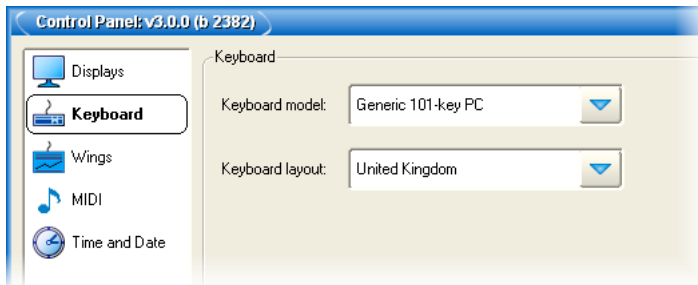 Control Panel: v3.0.0 (b 2382)
Displays
Keyboard
Wings
MIDI
Time and Date
Keyboard
Keyboard model: Generic 101-key PC
Keyboard layout: United Kingdom